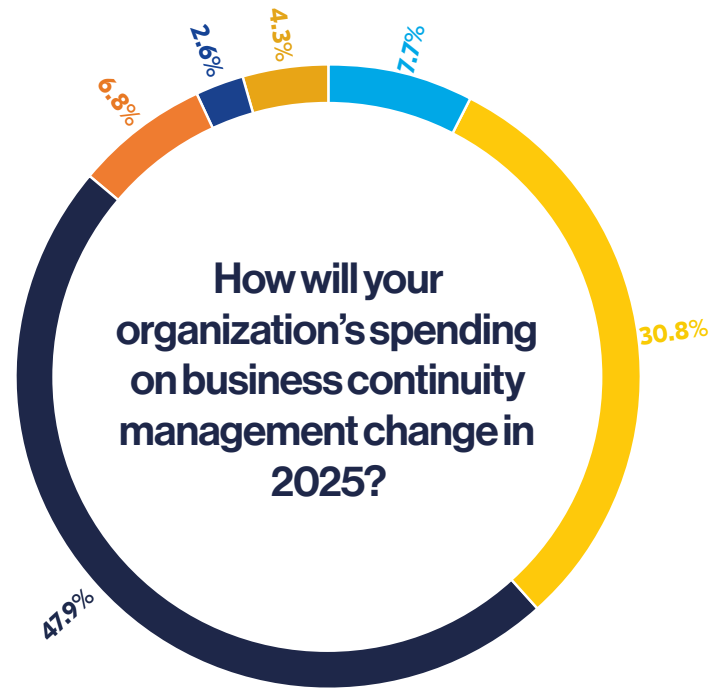 4.3%
2.6%
7.7%
6.8%
How will your
organization's spending
on business continuity
management change in
2025?
30.8%
47.9%